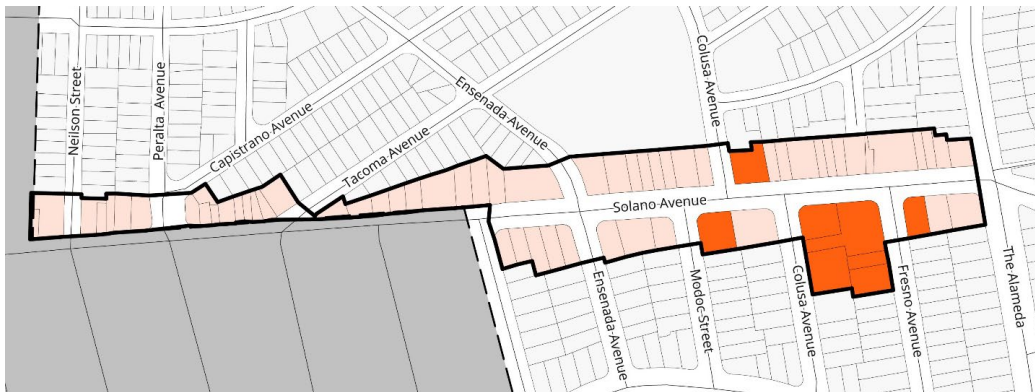 Neilson Street
Peralta Avenue
Capistrano Avenue
Tacoma Avenue
Ensenada Avenue
Colusa Avenue
Solano Avenue
Ensenada Avenue
Modoc Street
Colusa Avenue
Fresno Avenue
The Alameda